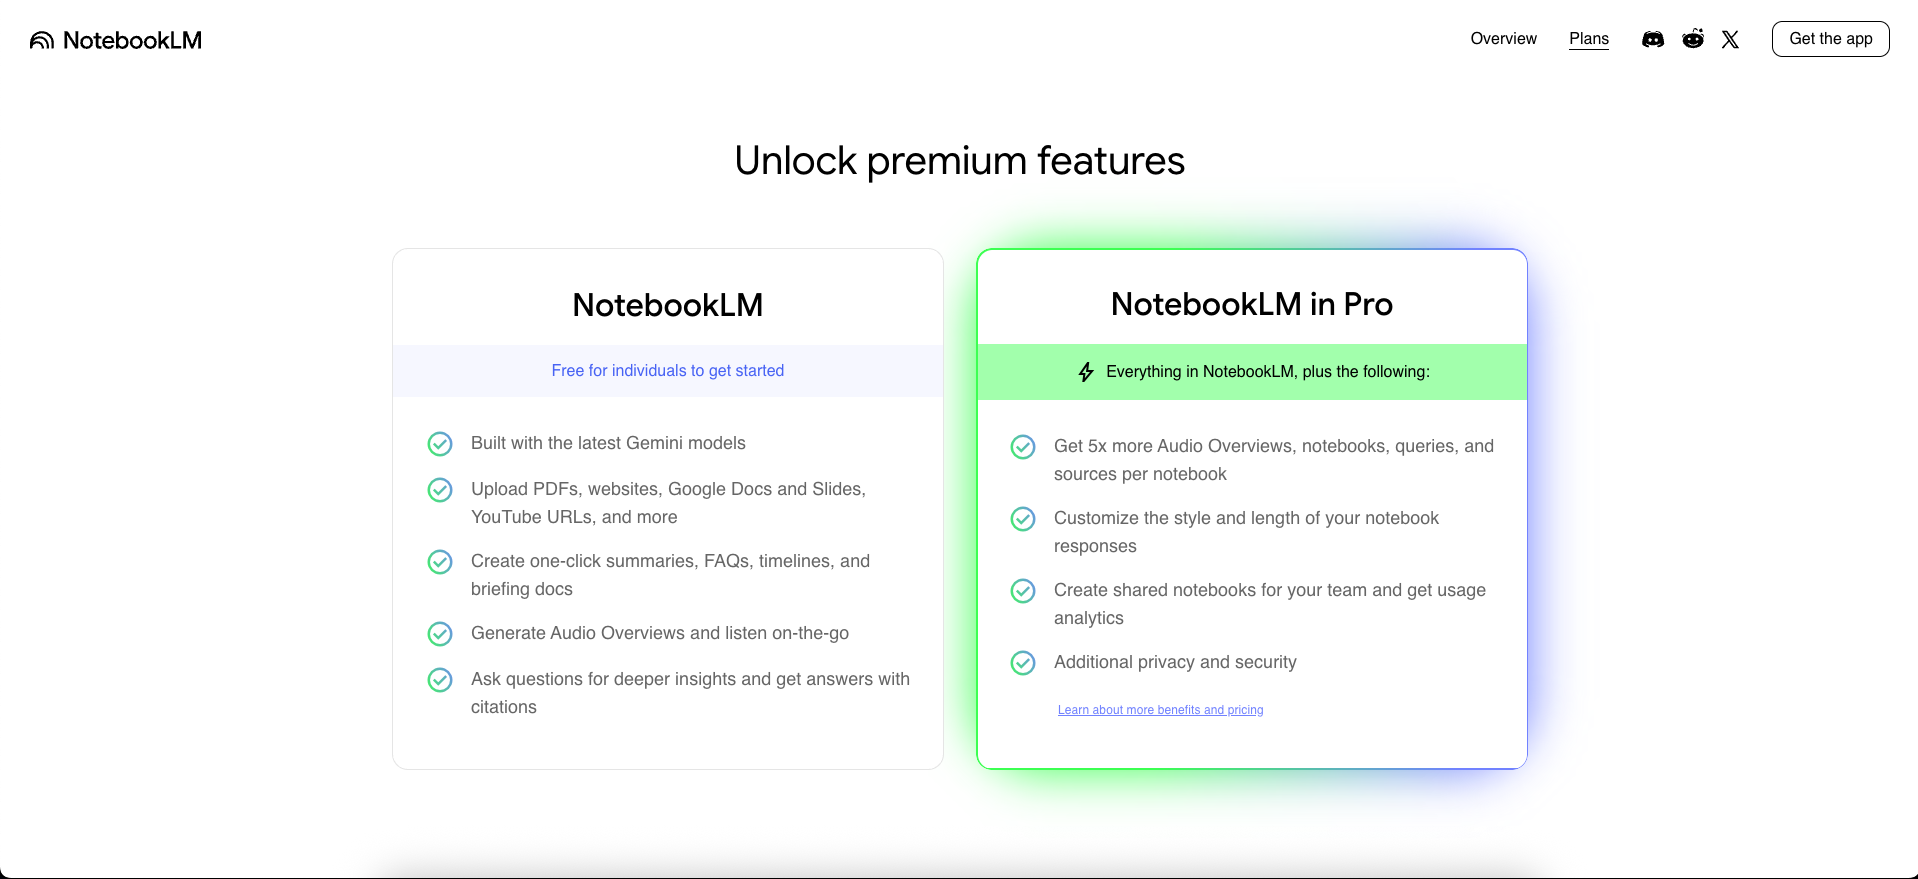 NotebookLM
Overview
Plans
Get the app
Unlock premium features
NotebookLM
Free for individuals to get started
Built with the latest Gemini models
Upload PDFs, websites, Google Docs and Slides,
YouTube URLs, and more
Create one-click summaries, FAQs, timelines, and
briefing docs
Generate Audio Overviews and listen on-the-go
Ask questions for deeper insights and get answers with
citations
NotebookLM in Pro
Everything in NotebookLM, plus the following:
Get 5x more Audio Overviews, notebooks, queries, and
sources per notebook
Customize the style and length of your notebook
responses
Create shared notebooks for your team and get usage
analytics
Additional privacy and security
Learn about more benefits and pricing